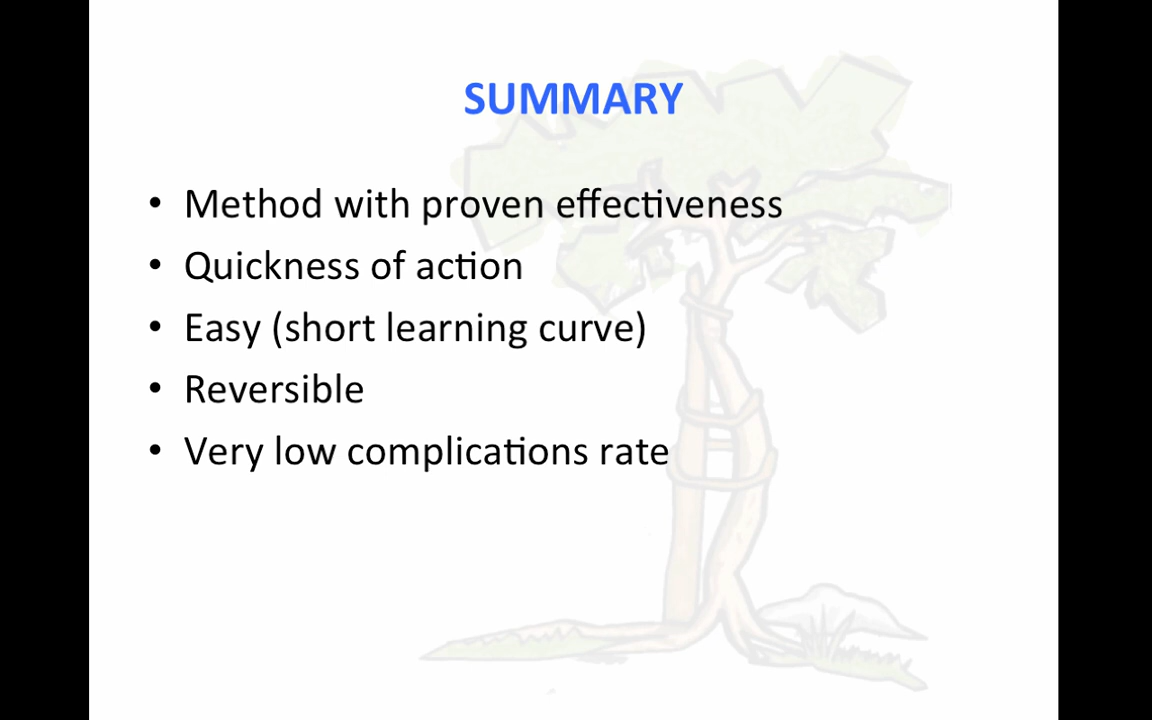 SUMMARY
• Method with proven effectiveness
• Quickness of action
• Easy (short learning curve)
• Reversible
• Very low complications rate